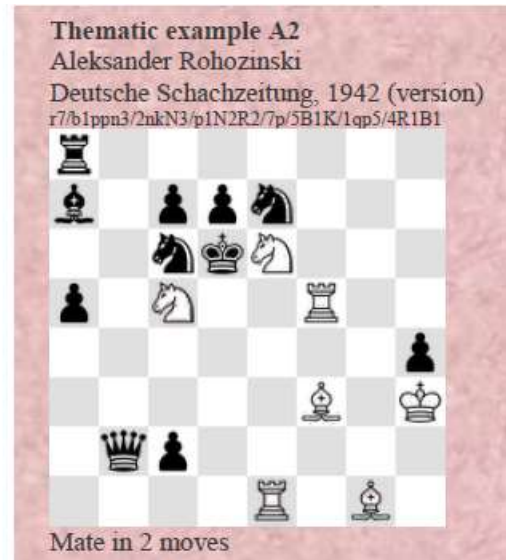 Thematic example A2
Aleksander Rohozinski
Deutsche Schachzeitung, 1942 (version)
r7/b1ppn3/2nkN3/p1N2R2/7p/5B1K/1qp5/4R1B1
Mate in 2 moves